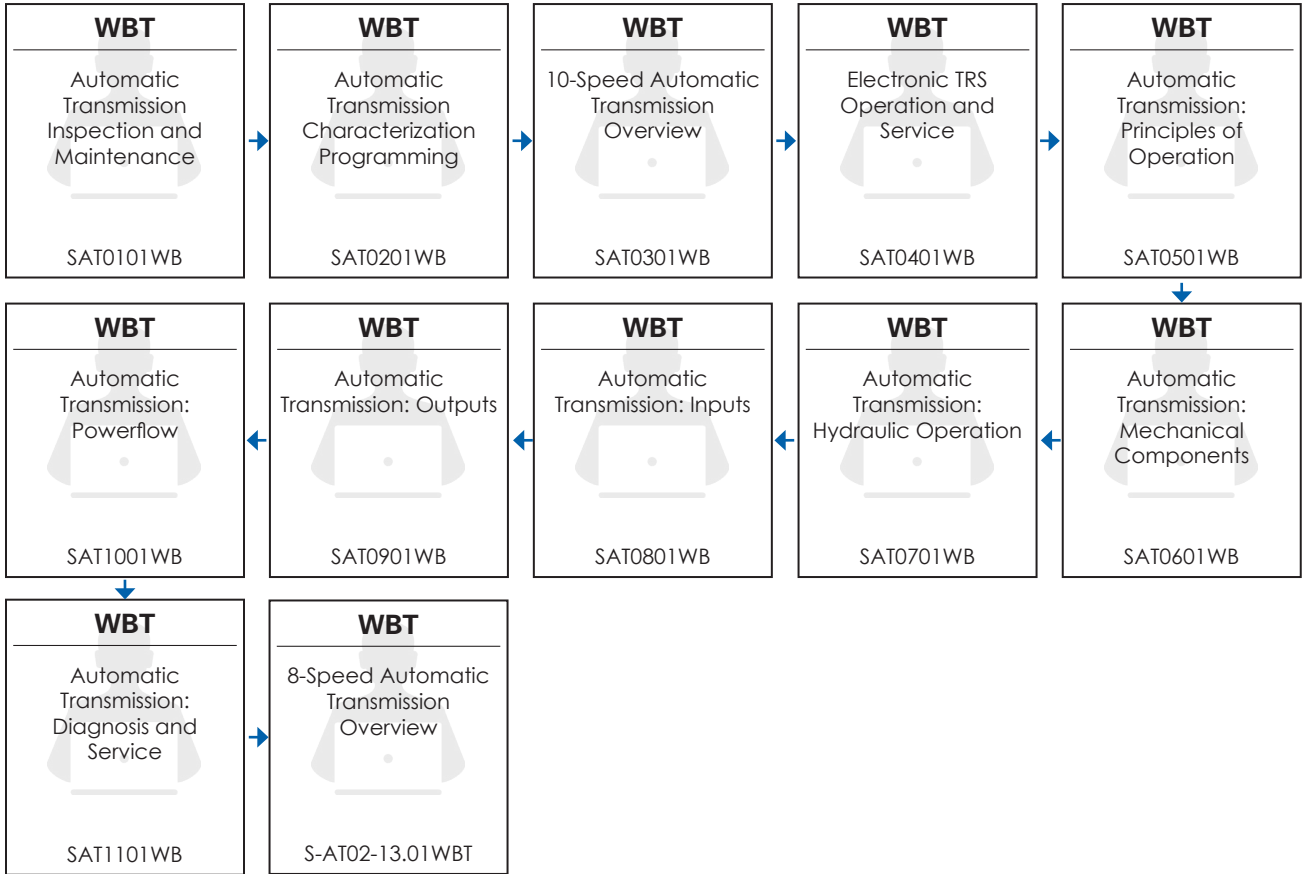 WBT
Automatic
Transmission
Inspection and
Maintenance
SAT0101WB
WBT
Automatic
Transmission
Characterization
Programming
SAT0201WB
WBT
10-Speed Automatic
Transmission
Overview
SAT0301WB
WBT
Electronic TRS
Operation and
Service
SAT0401WB
WBT
Automatic
Transmission:
Principles of
Operation
SAT0501WB
WBT
Automatic
Transmission:
Mechanical
Components
SAT0601WB
WBT
Automatic
Transmission:
Hydraulic Operation
SAT0701WB
WBT
Automatic
Transmission: Inputs
SAT0801WB
WBT
Automatic
Transmission: Outputs
SAT0901WB
WBT
Automatic
Transmission:
Powerflow
SAT1001WB
WBT
Automatic
Transmission:
Diagnosis and
Service
SAT1101WB
WBT
8-Speed Automatic
Transmission
Overview
S-AT02-13.01WBT